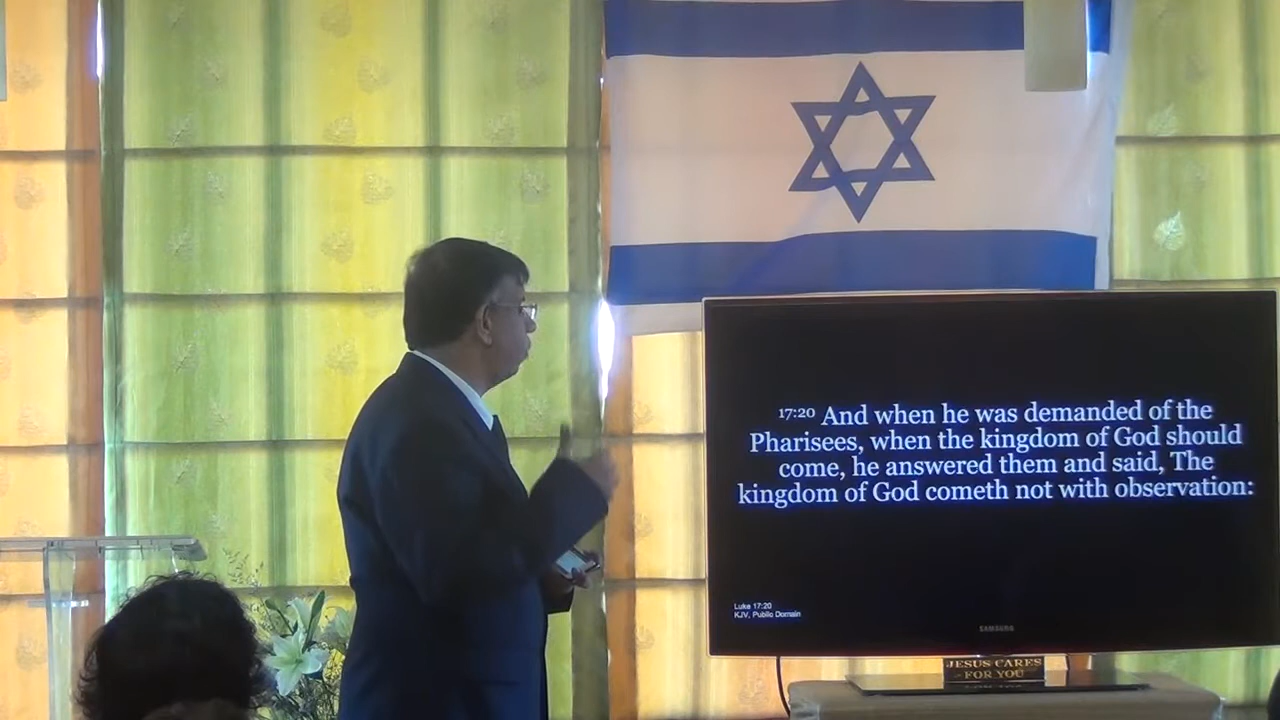 17:20 And when he was demanded of the
Pharisees, when the kingdom of God should
come, he answered them and said, The
kingdom of God cometh not with observation:
Luke 17:20
KJV, Public Domain
SAMSUNG
JESUS CARES
FOR YOU